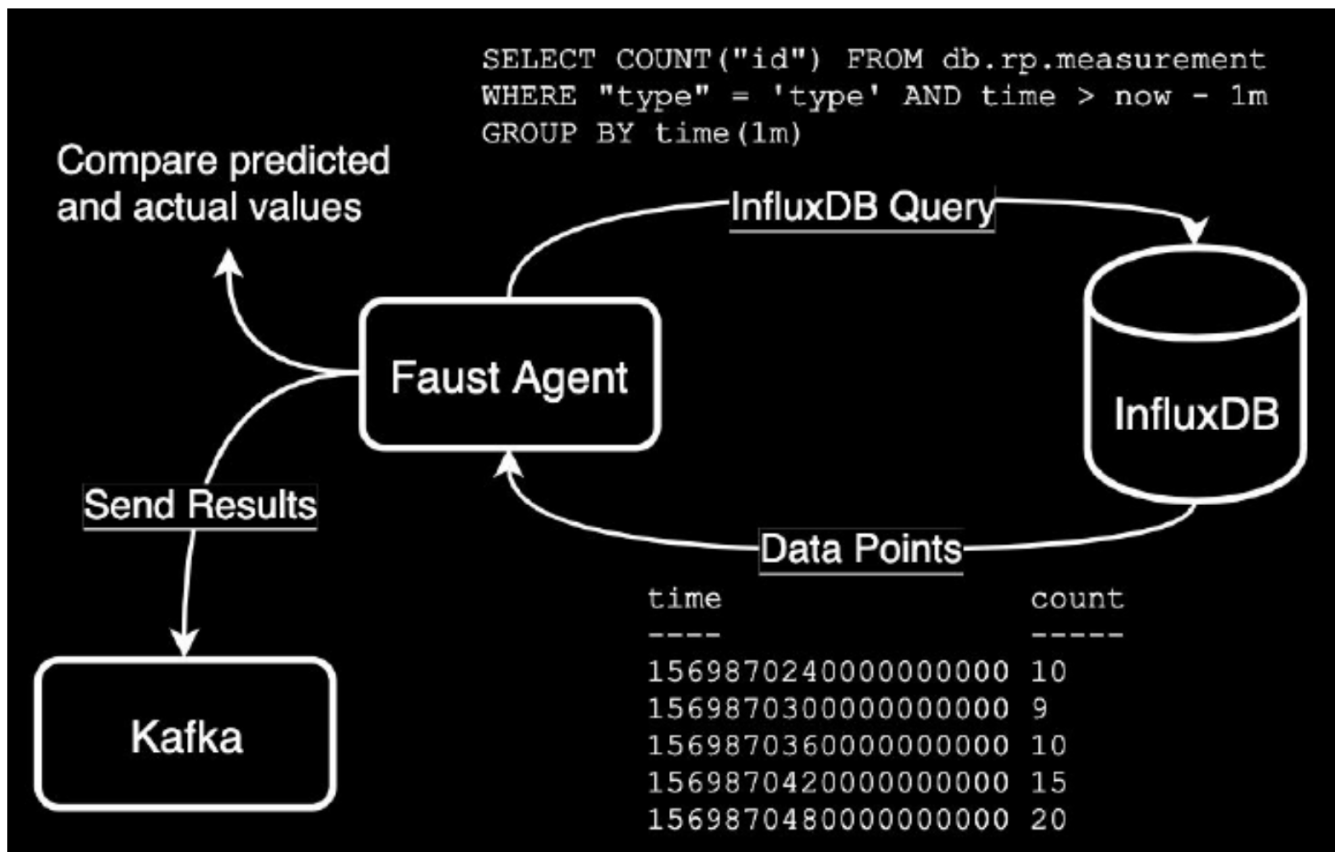 SELECT COUNT("id") FROM db.rp.measurement
WHERE "type" = 'type' AND time > now - 1m
GROUP BY time(1m)
Compare predicted
and actual values
InfluxDB Query
Faust Agent
InfluxDB
Send Results
Data Points
time count
---- -----
1569870240000000000 10
1569870300000000000 9
1569870360000000000 10
1569870420000000000 15
1569870480000000000 20
Kafka